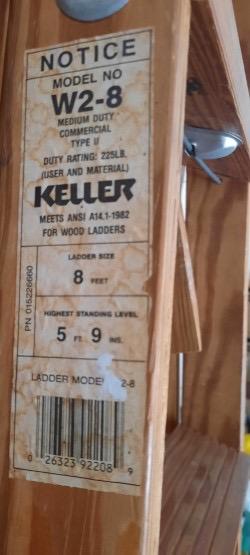 NOTICE
MODEL NO
W2-8
MEDIUM DUTY
COMMERCIAL
TYPE II
DUTY RATING: 225LB.
(USER AND MATERIAL)
KELLER
MEETS ANSI A14.1-1982
FOR WOOD LADDERS
LADDER SIZE
8 FEET
HIGHEST STANDING LEVEL
5 FT. 9 INS.
PN 015226660
LADDER MODEL 2-8
0 26323 92208 9